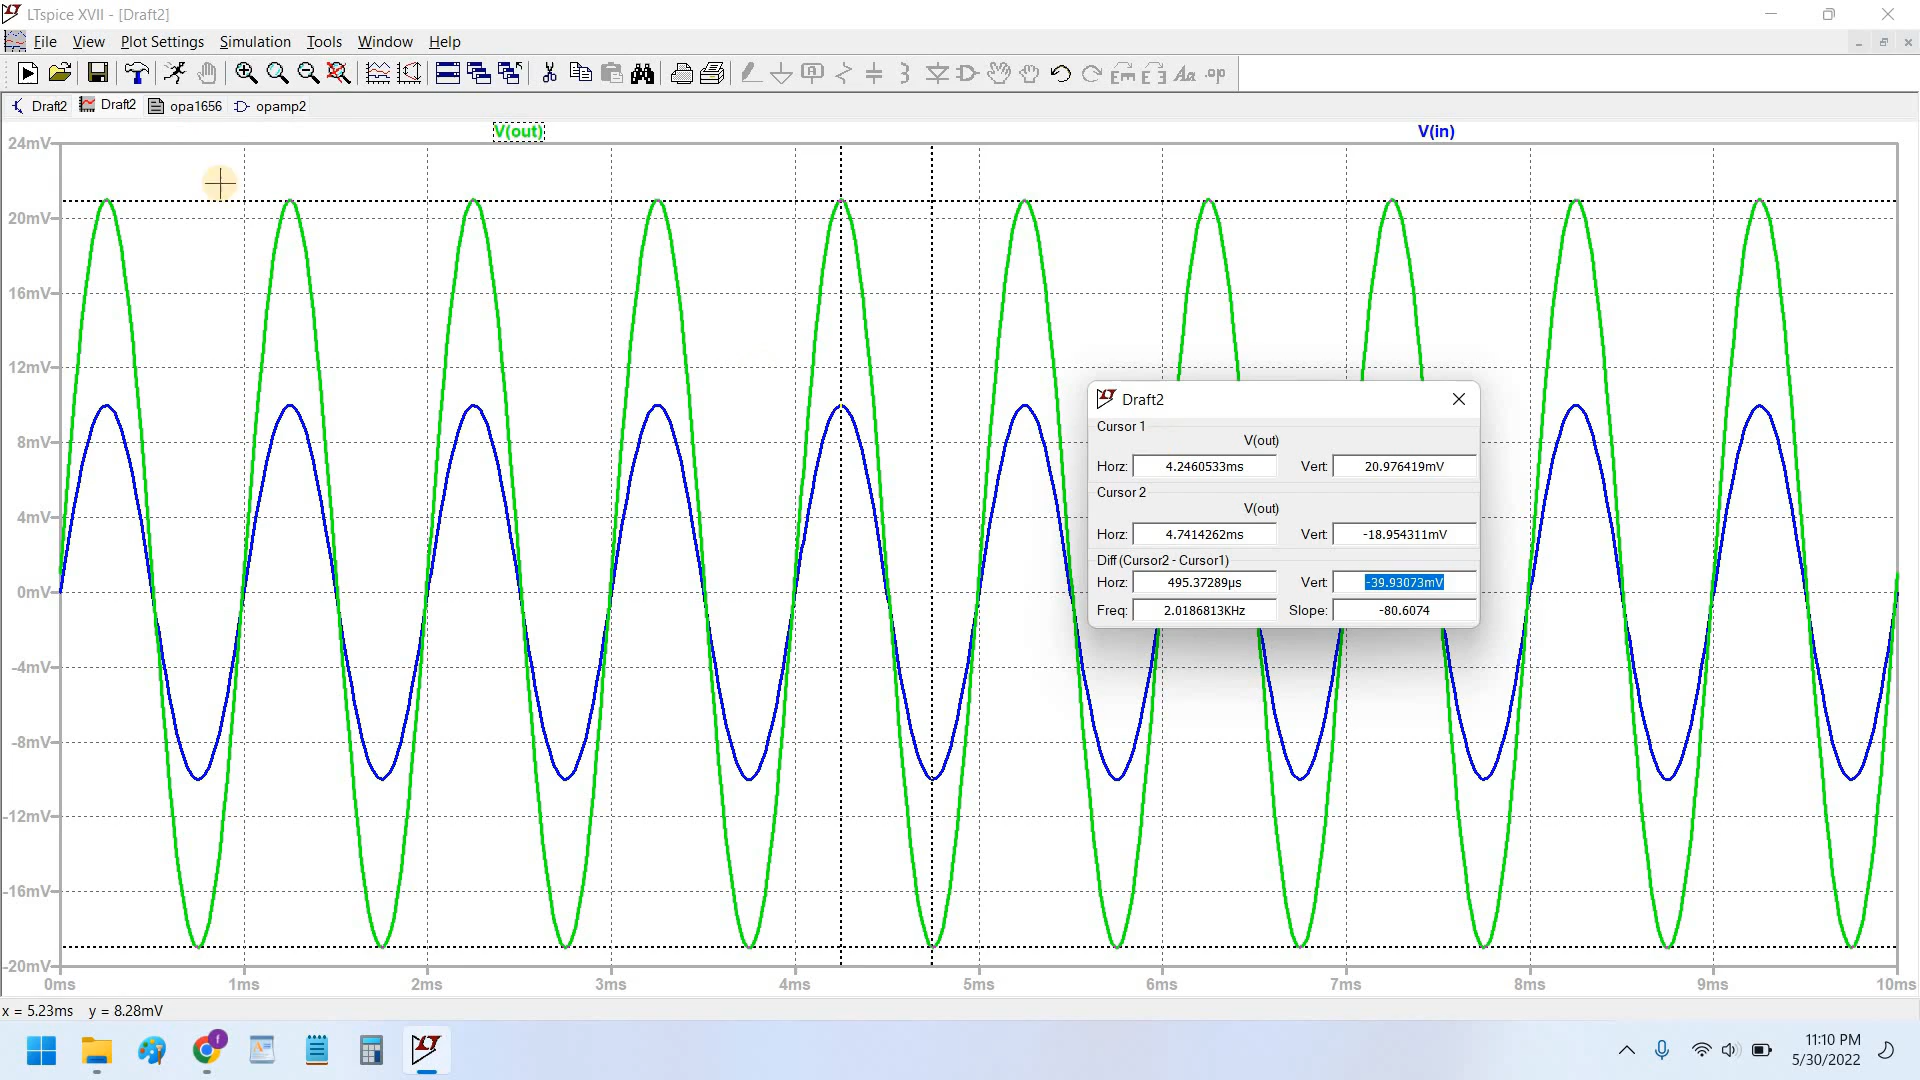 LTspice XVII - [Draft2]
File View Plot Settings Simulation Tools Window Help
Draft2 Draft2 opa1656 opamp2
V(out) V(in)
24mV
20mV
16mV
12mV
8mV
4mV
0mV
-4mV
-8mV
-12mV
-16mV
-20mV
0ms 1ms 2ms 3ms 4ms 5ms 6ms 7ms 8ms 9ms 10ms
Draft2
Cursor 1
V(out)
Horz: 4.2460533ms Vert: 20.976419mV
Cursor 2
V(out)
Horz: 4.7414262ms Vert: -18.954311mV
Diff (Cursor2 - Cursor1)
Horz: 495.37289µs Vert: -39.93073mV
Freq: 2.0186813KHz Slope: -80.6074
x = 5.23ms y = 8.28mV
11:10 PM
5/30/2022